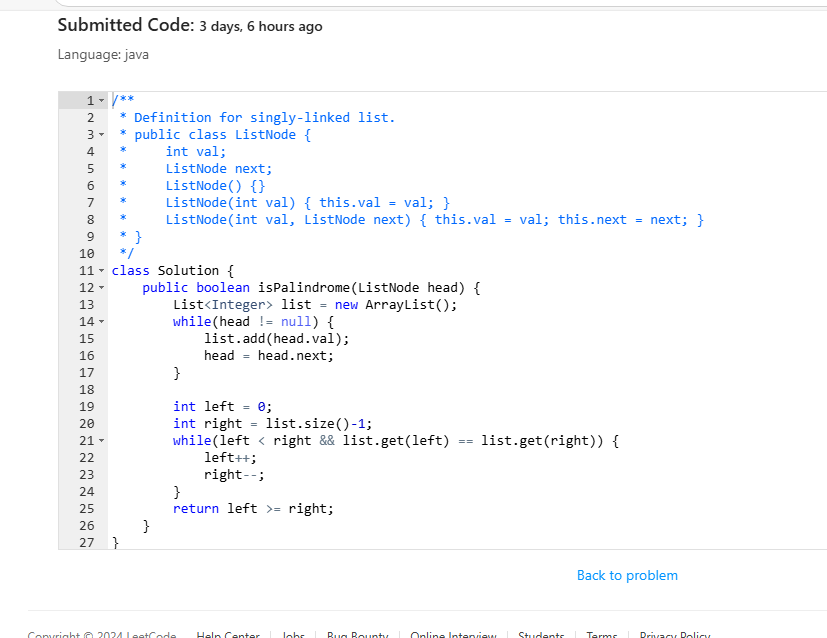 Submitted Code: 3 days, 6 hours ago
Language: java
1 /**
2  * Definition for singly-linked list.
3  * public class ListNode {
4  *     int val;
5  *     ListNode next;
6  *     ListNode() {}
7  *     ListNode(int val) { this.val = val; }
8  *     ListNode(int val, ListNode next) { this.val = val; this.next = next; }
9  * }
10  */
11 class Solution {
12     public boolean isPalindrome(ListNode head) {
13         List<Integer> list = new ArrayList();
14         while(head != null) {
15             list.add(head.val);
16             head = head.next;
17         }
18
19         int left = 0;
20         int right = list.size()-1;
21         while(left < right && list.get(left) == list.get(right)) {
22             left++;
23             right--;
24         }
25         return left >= right;
26     }
27 }
Back to problem
Copyright © 2024 LeetCode Help Center | Jobs | Bug Bounty | Online Interview | Students | Terms | Privacy Policy